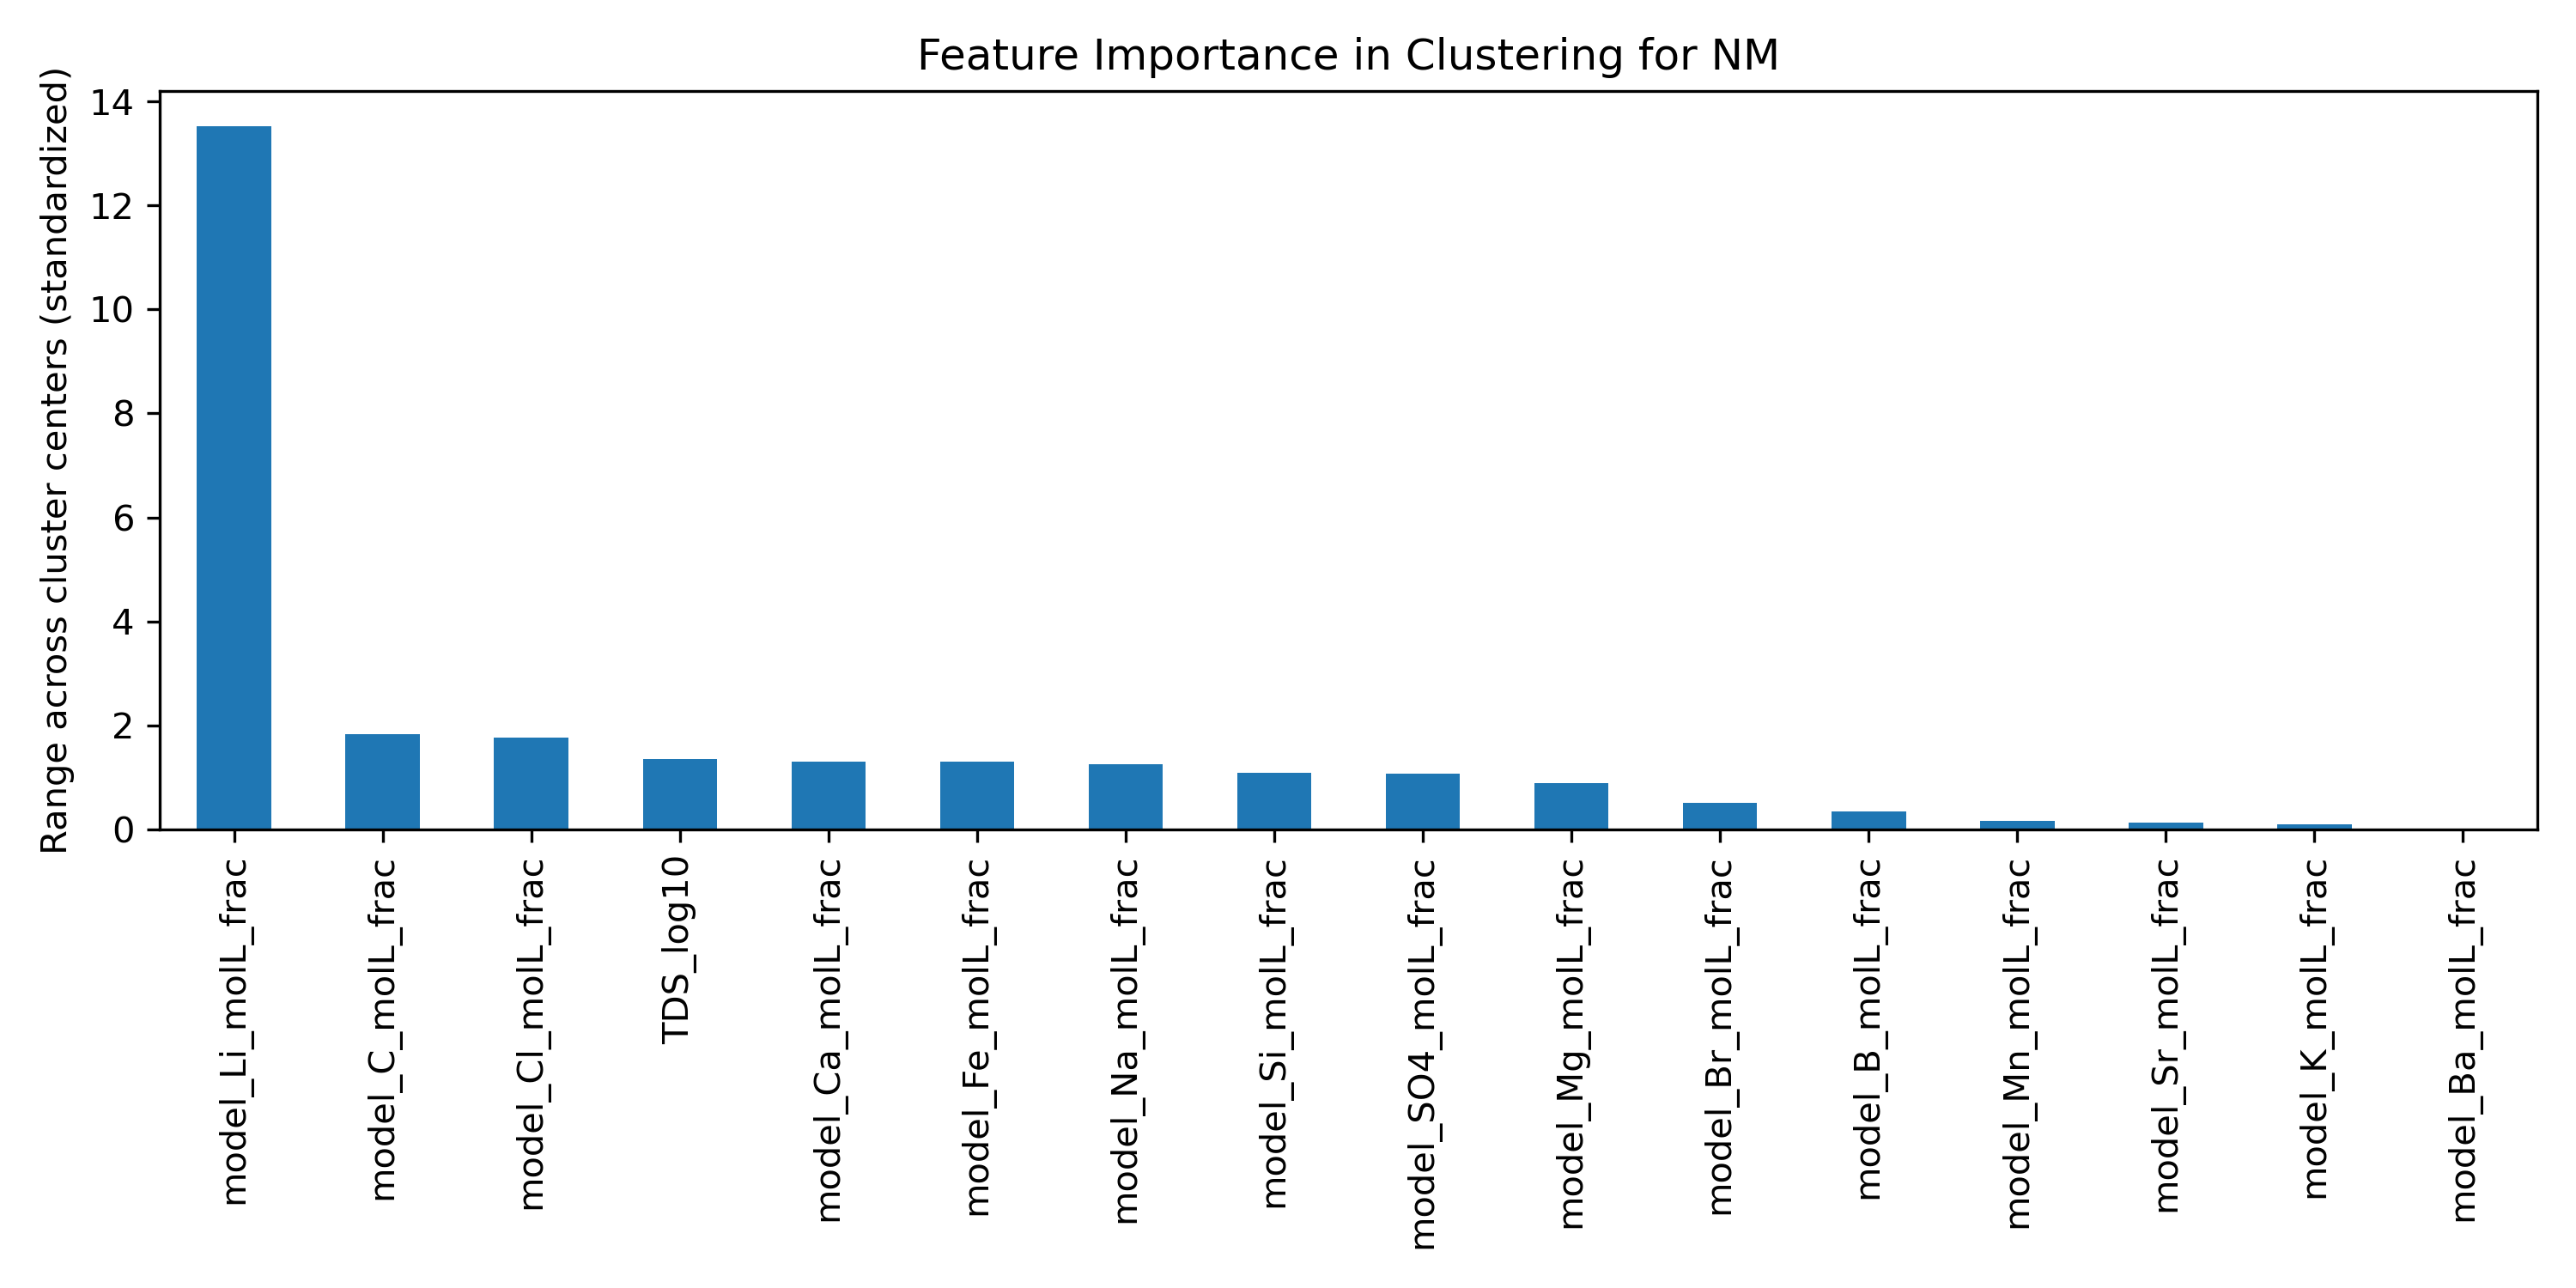 Feature Importance in Clustering for NM
Range across cluster centers (standardized)
14
12
10
8
6
4
2
0
model_Li_molL_frac
model_C_molL_frac
model_Cl_molL_frac
TDS_log10
model_Ca_molL_frac
model_Fe_molL_frac
model_Na_molL_frac
model_Si_molL_frac
model_SO4_molL_frac
model_Mg_molL_frac
model_Br_molL_frac
model_B_molL_frac
model_Mn_molL_frac
model_Sr_molL_frac
model_K_molL_frac
model_Ba_molL_frac